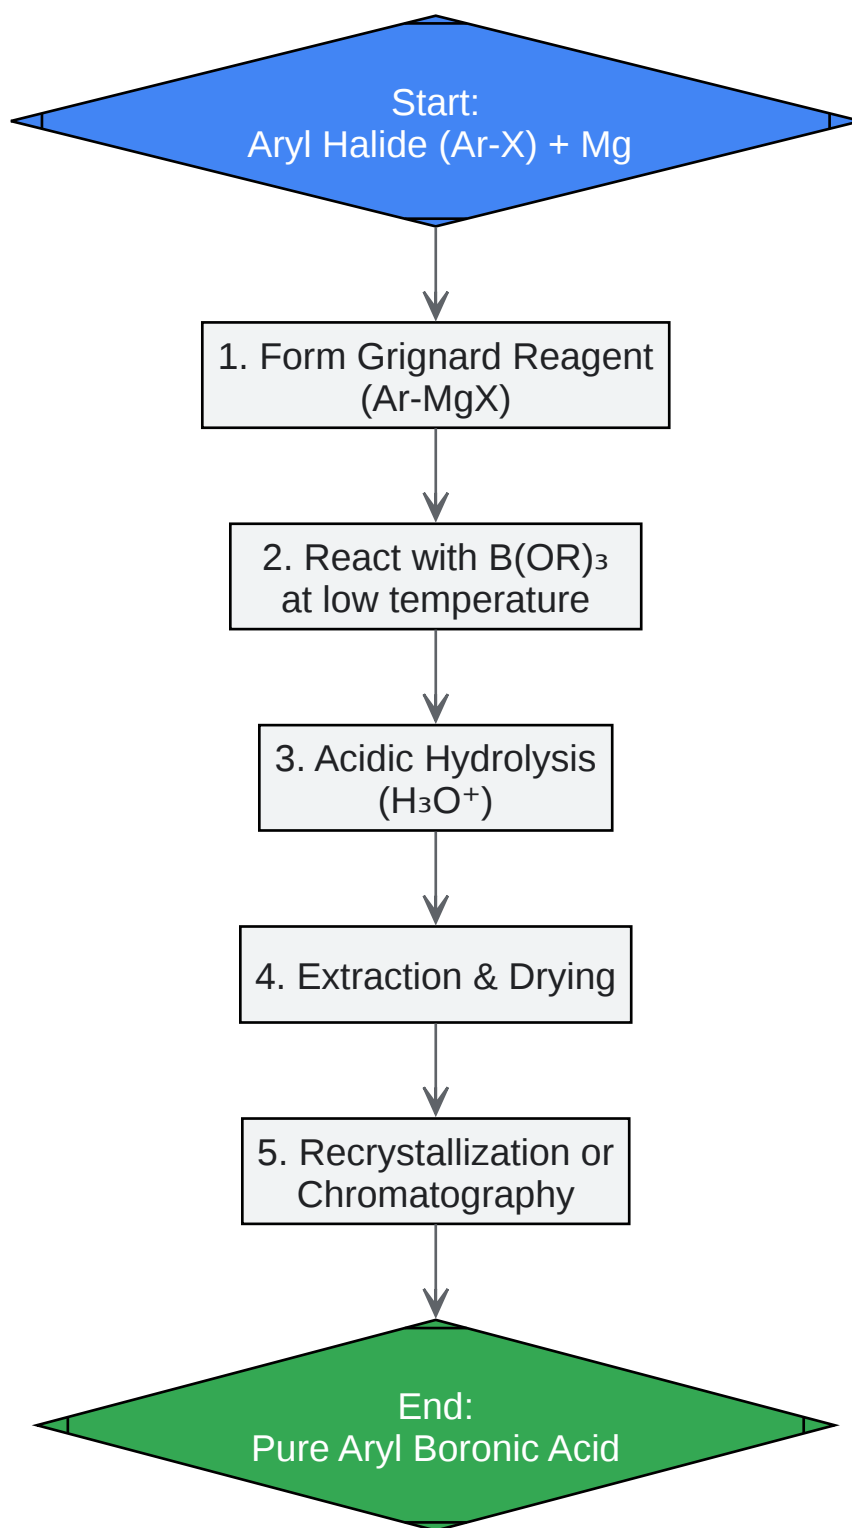 Start:
Aryl Halide (Ar-X) + Mg
1. Form Grignard Reagent
(Ar-MgX)
2. React with B(OR)₃
at low temperature
3. Acidic Hydrolysis
(H₃O⁺)
4. Extraction & Drying
5. Recrystallization or
Chromatography
End:
Pure Aryl Boronic Acid